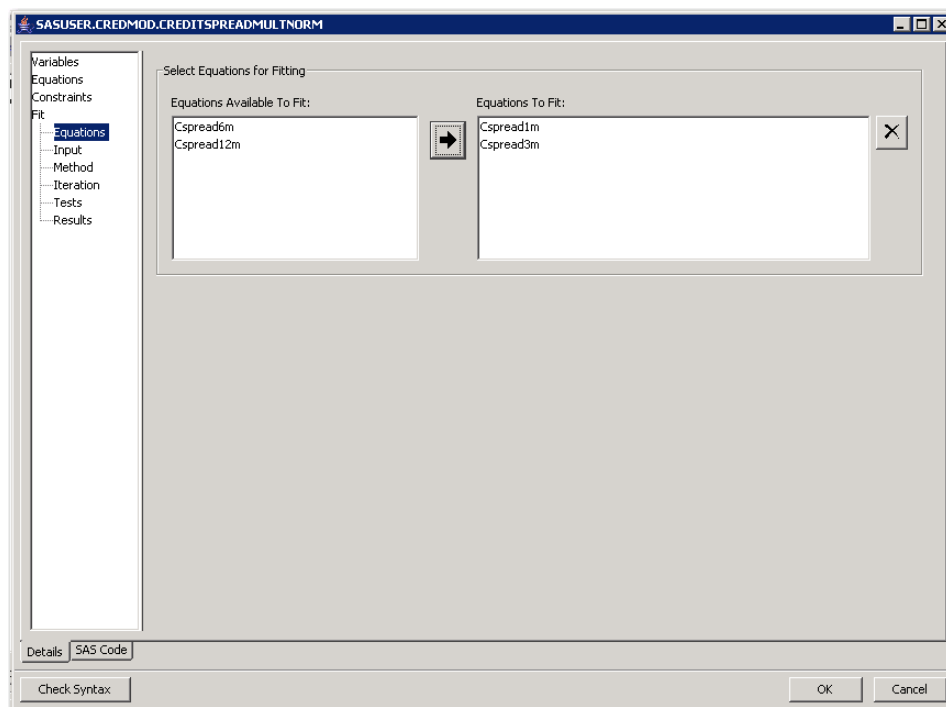 SASUSER.CREDMOD.CREDITSPREADMULTNORM
Variables
Equations
Constraints
Fit
Equations
Input
Method
Iteration
Tests
Results
Select Equations for Fitting
Equations Available To Fit:
Cspread6m
Cspread12m
Equations To Fit:
Cspread1m
Cspread3m
Details
SAS Code
Check Syntax
OK
Cancel